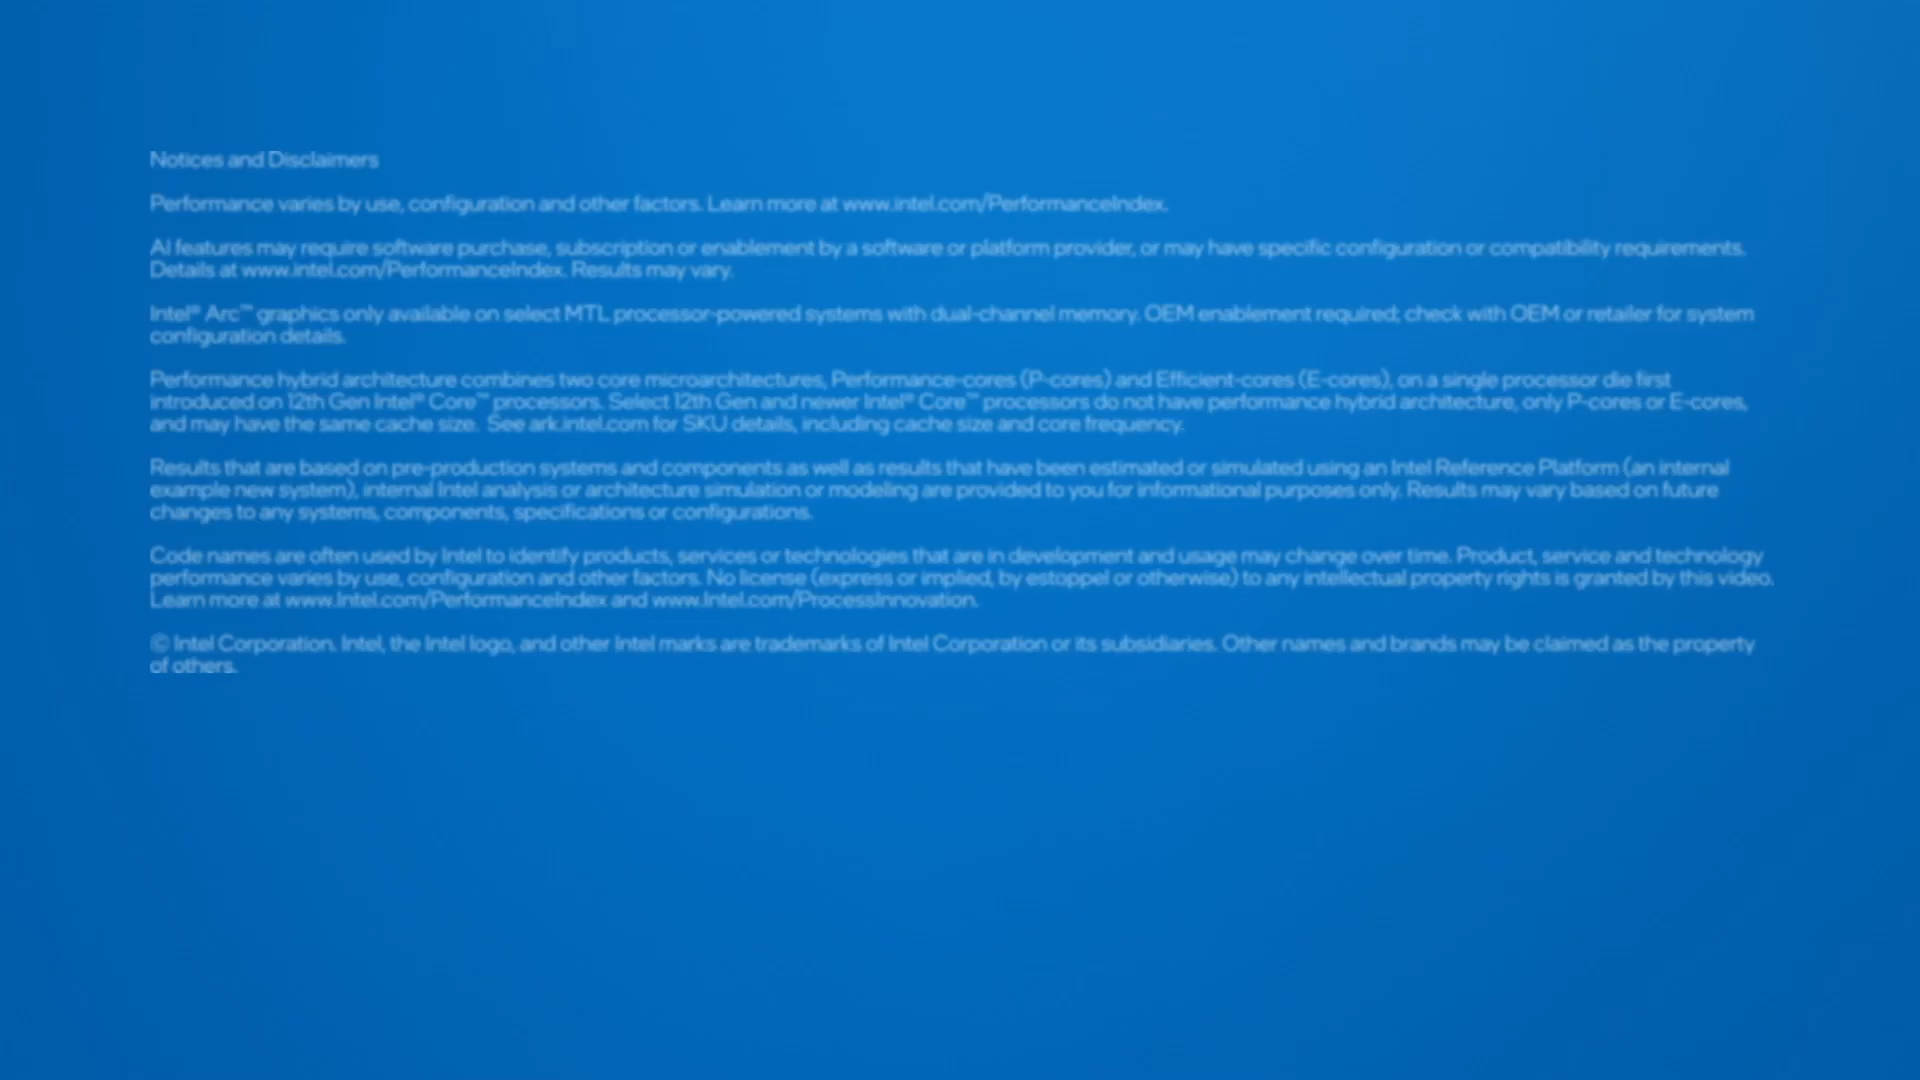 Notices and Disclaimers
Performance varies by use, configuration and other factors. Learn more at www.intel.com/PerformanceIndex.
AI features may require software purchase, subscription or enablement by a software or platform provider, or may have specific configuration or compatibility requirements.
Details at www.intel.com/PerformanceIndex. Results may vary.
Intel® Arc™ graphics only available on select MTL processor-powered systems with dual-channel memory. OEM enablement required; check with OEM or retailer for system
configuration details.
Performance hybrid architecture combines two core microarchitectures, Performance-cores (P-cores) and Efficient-cores (E-cores), on a single processor die first
introduced on 12th Gen Intel® Core™ processors. Select 12th Gen and newer Intel® Core™ processors do not have performance hybrid architecture, only P-cores or E-cores,
and may have the same cache size.  See ark.intel.com for SKU details, including cache size and core frequency.
Results that are based on pre-production systems and components as well as results that have been estimated or simulated using an Intel Reference Platform (an internal
example new system), internal Intel analysis or architecture simulation or modeling are provided to you for informational purposes only. Results may vary based on future
changes to any systems, components, specifications or configurations.
Code names are often used by Intel to identify products, services or technologies that are in development and usage may change over time. Product, service and technology
performance varies by use, configuration and other factors. No license (express or implied, by estoppel or otherwise) to any intellectual property rights is granted by this video.
Learn more at www.Intel.com/PerformanceIndex and www.Intel.com/ProcessInnovation.
© Intel Corporation. Intel, the Intel logo, and other Intel marks are trademarks of Intel Corporation or its subsidiaries. Other names and brands may be claimed as the property
of others.